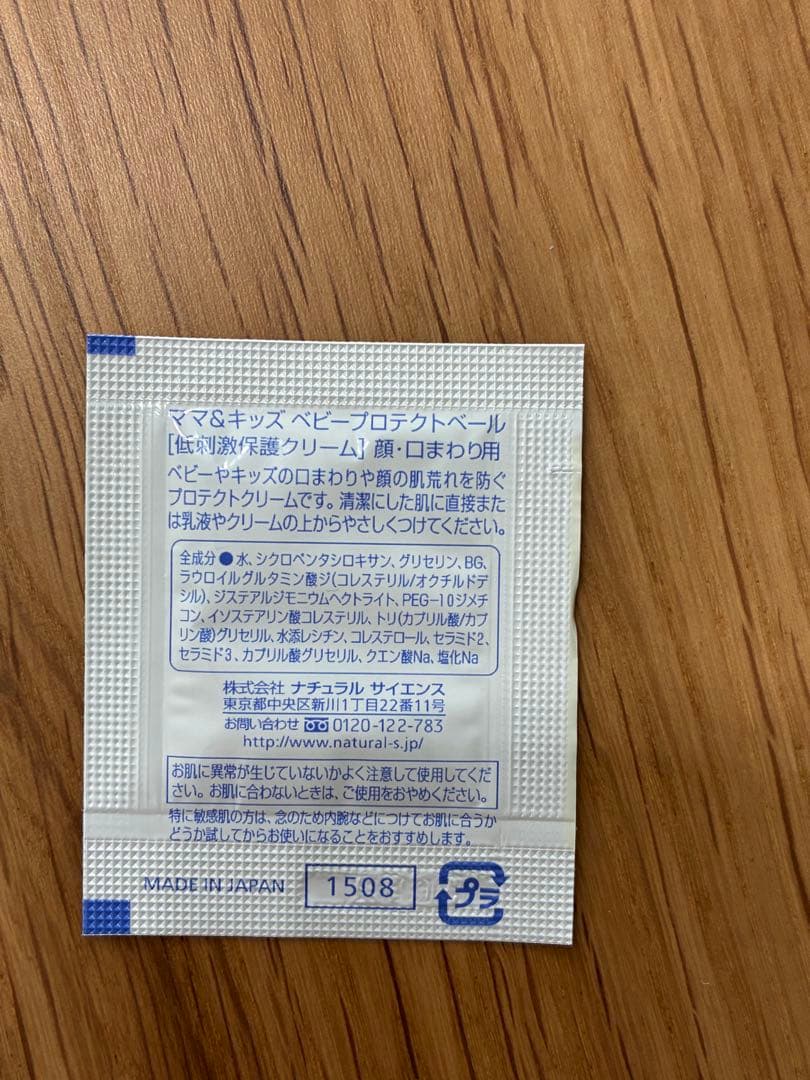 ママ&キッズ ベビープロテクトベール
[低刺激保護クリーム] 顔・口まわり用
ベビーやキッズの口まわりや顔の肌荒れを防ぐ
プロテクトクリームです。清潔にした肌に直接また
は乳液やクリームの上からやさしくつけてください。
全成分●水、シクロペンタシロキサン、グリセリン、BG、
ラウロイルグルタミン酸ジ(コレステリル/オクチルドデ
シル)、ジステアルジモニウムヘクトライト、PEG-10ジメチ
コン、イソステアリン酸コレステリル、トリ(カプリル酸/カプ
リン酸)グリセリル、水添レシチン、コレステロール、セラミド2、
セラミド3、カプリル酸グリセリル、クエン酸Na、塩化Na
株式会社 ナチュラル サイエンス
東京都中央区新川1丁目22番11号
お問い合わせ 0120-122-783
http://www.natural-s.jp/
お肌に異常が生じていないかよく注意して使用してくだ
さい。お肌に合わないときは、ご使用をおやめください。
特に敏感肌の方は、念のため内腕などにつけてお肌に合うか
どうか試してからお使いになることをおすすめします。
MADE IN JAPAN 1508 プラ